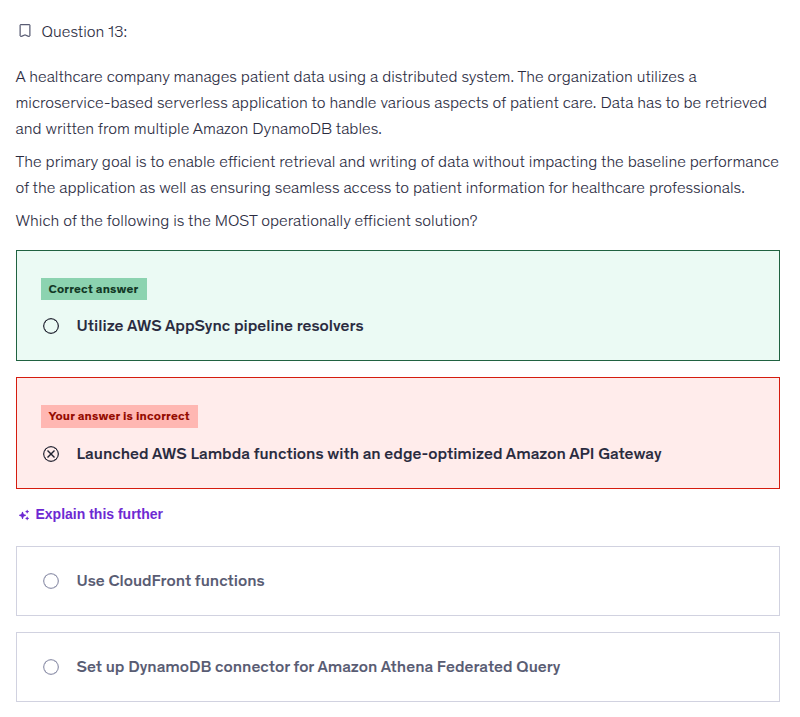 Question 13:
A healthcare company manages patient data using a distributed system. The organization utilizes a
microservice-based serverless application to handle various aspects of patient care. Data has to be retrieved
and written from multiple Amazon DynamoDB tables.
The primary goal is to enable efficient retrieval and writing of data without impacting the baseline performance
of the application as well as ensuring seamless access to patient information for healthcare professionals.
Which of the following is the MOST operationally efficient solution?
Correct answer
Utilize AWS AppSync pipeline resolvers
Your answer is incorrect
Launched AWS Lambda functions with an edge-optimized Amazon API Gateway
Explain this further
Use CloudFront functions
Set up DynamoDB connector for Amazon Athena Federated Query